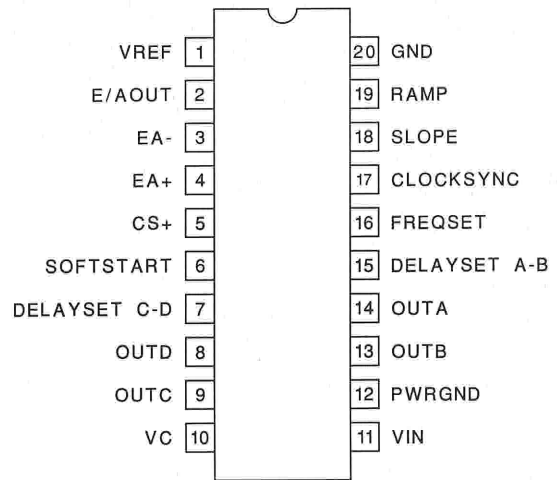 VREF 1 20 GND
E/AOUT 2 19 RAMP
EA- 3 18 SLOPE
EA+ 4 17 CLOCKSYNC
CS+ 5 16 FREQSET
SOFTSTART 6 15 DELAYSET A-B
DELAYSET C-D 7 14 OUTA
OUTD 8 13 OUTB
OUTC 9 12 PWRGND
VC 10 11 VIN